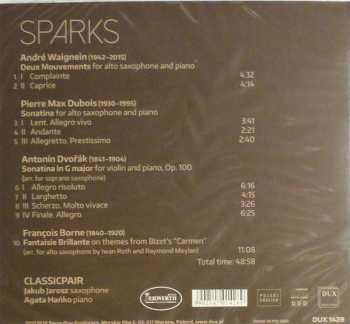 SPARKS
André Waignein (1942–2015)
Deux Mouvements for alto saxophone and piano
1 I Complainte 4:32
2 II Caprice 4:14
Pierre Max Dubois (1930–1995)
Sonatina for alto saxophone and piano
3 I Lent. Allegro vivo 3:41
4 II Andante 2:21
5 III Allegretto. Prestissimo 2:40
Antonín Dvořák (1841–1904)
Sonatina in G major for violin and piano, Op. 100
(arr. for soprano saxophone)
6 I Allegro risoluto 6:16
7 II Larghetto 4:15
8 III Scherzo. Molto vivace 3:26
9 IV Finale. Allegro 6:25
François Borne (1840–1920)
10 Fantaisie Brillante on themes from Bizet's "Carmen"
(arr. for alto saxophone by Iwan Roth and Raymond Meylan) 11:08
Total time: 48:58
CLASSICPAIR
Jakub Jarosz saxophone
Agata Hańko piano
DUX
DUX 1429